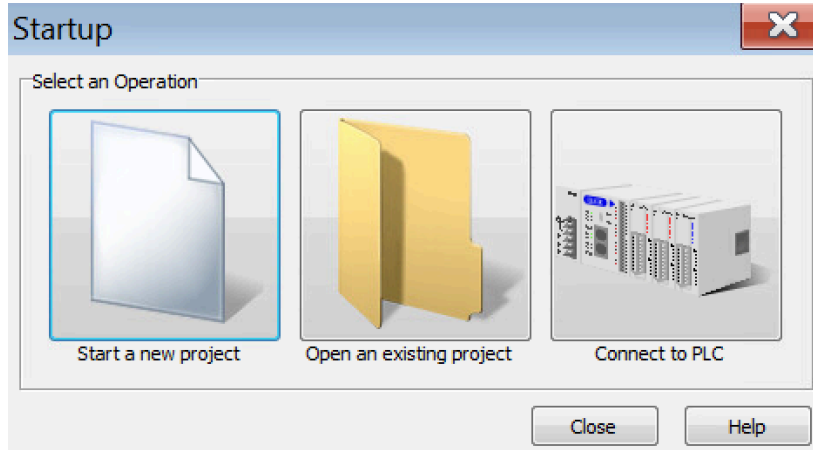 Startup
Select an Operation
Start a new project
Open an existing project
Connect to PLC
Close
Help